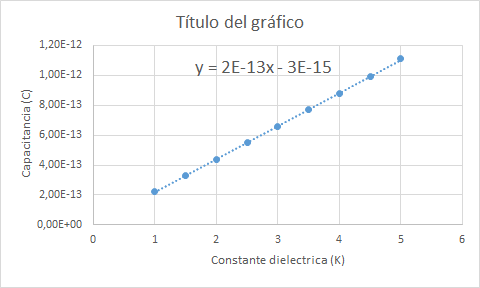 Título del gráfico
y = 2E-13x - 3E-15
Capacitancia (C)
1,20E-12
1,00E-12
8,00E-13
6,00E-13
4,00E-13
2,00E-13
0,00E+00
0 1 2 3 4 5 6
Constante dielectrica (K)